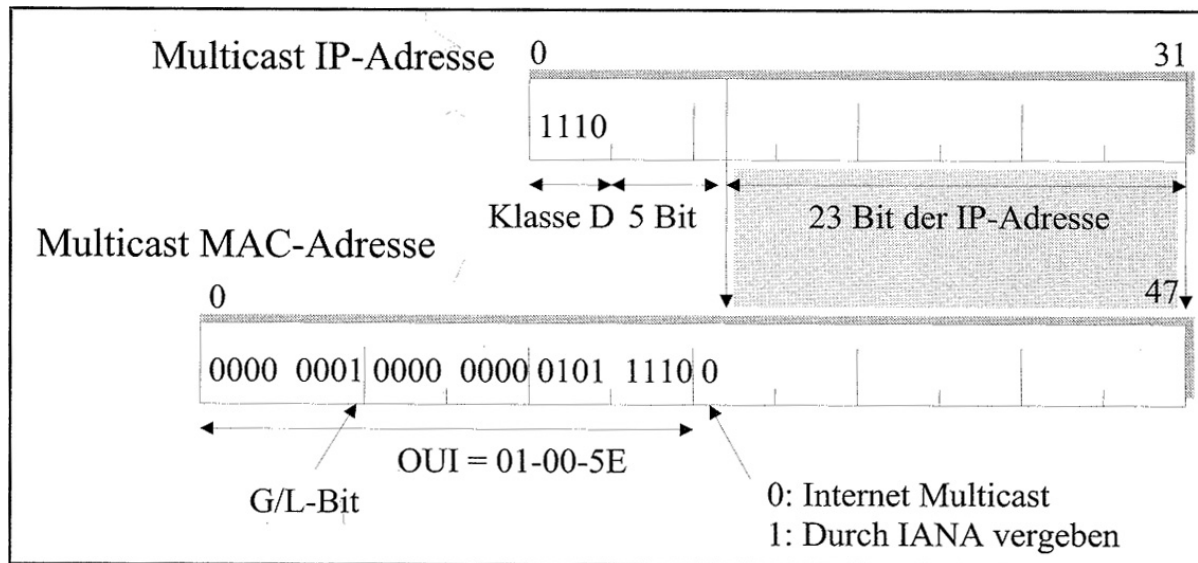 Multicast IP-Adresse
0 31
1110
Klasse D 5 Bit 23 Bit der IP-Adresse
Multicast MAC-Adresse
0 47
0000 0001 0000 0000 0101 1110 0
OUI = 01-00-5E
G/L-Bit
0: Internet Multicast
1: Durch IANA vergeben